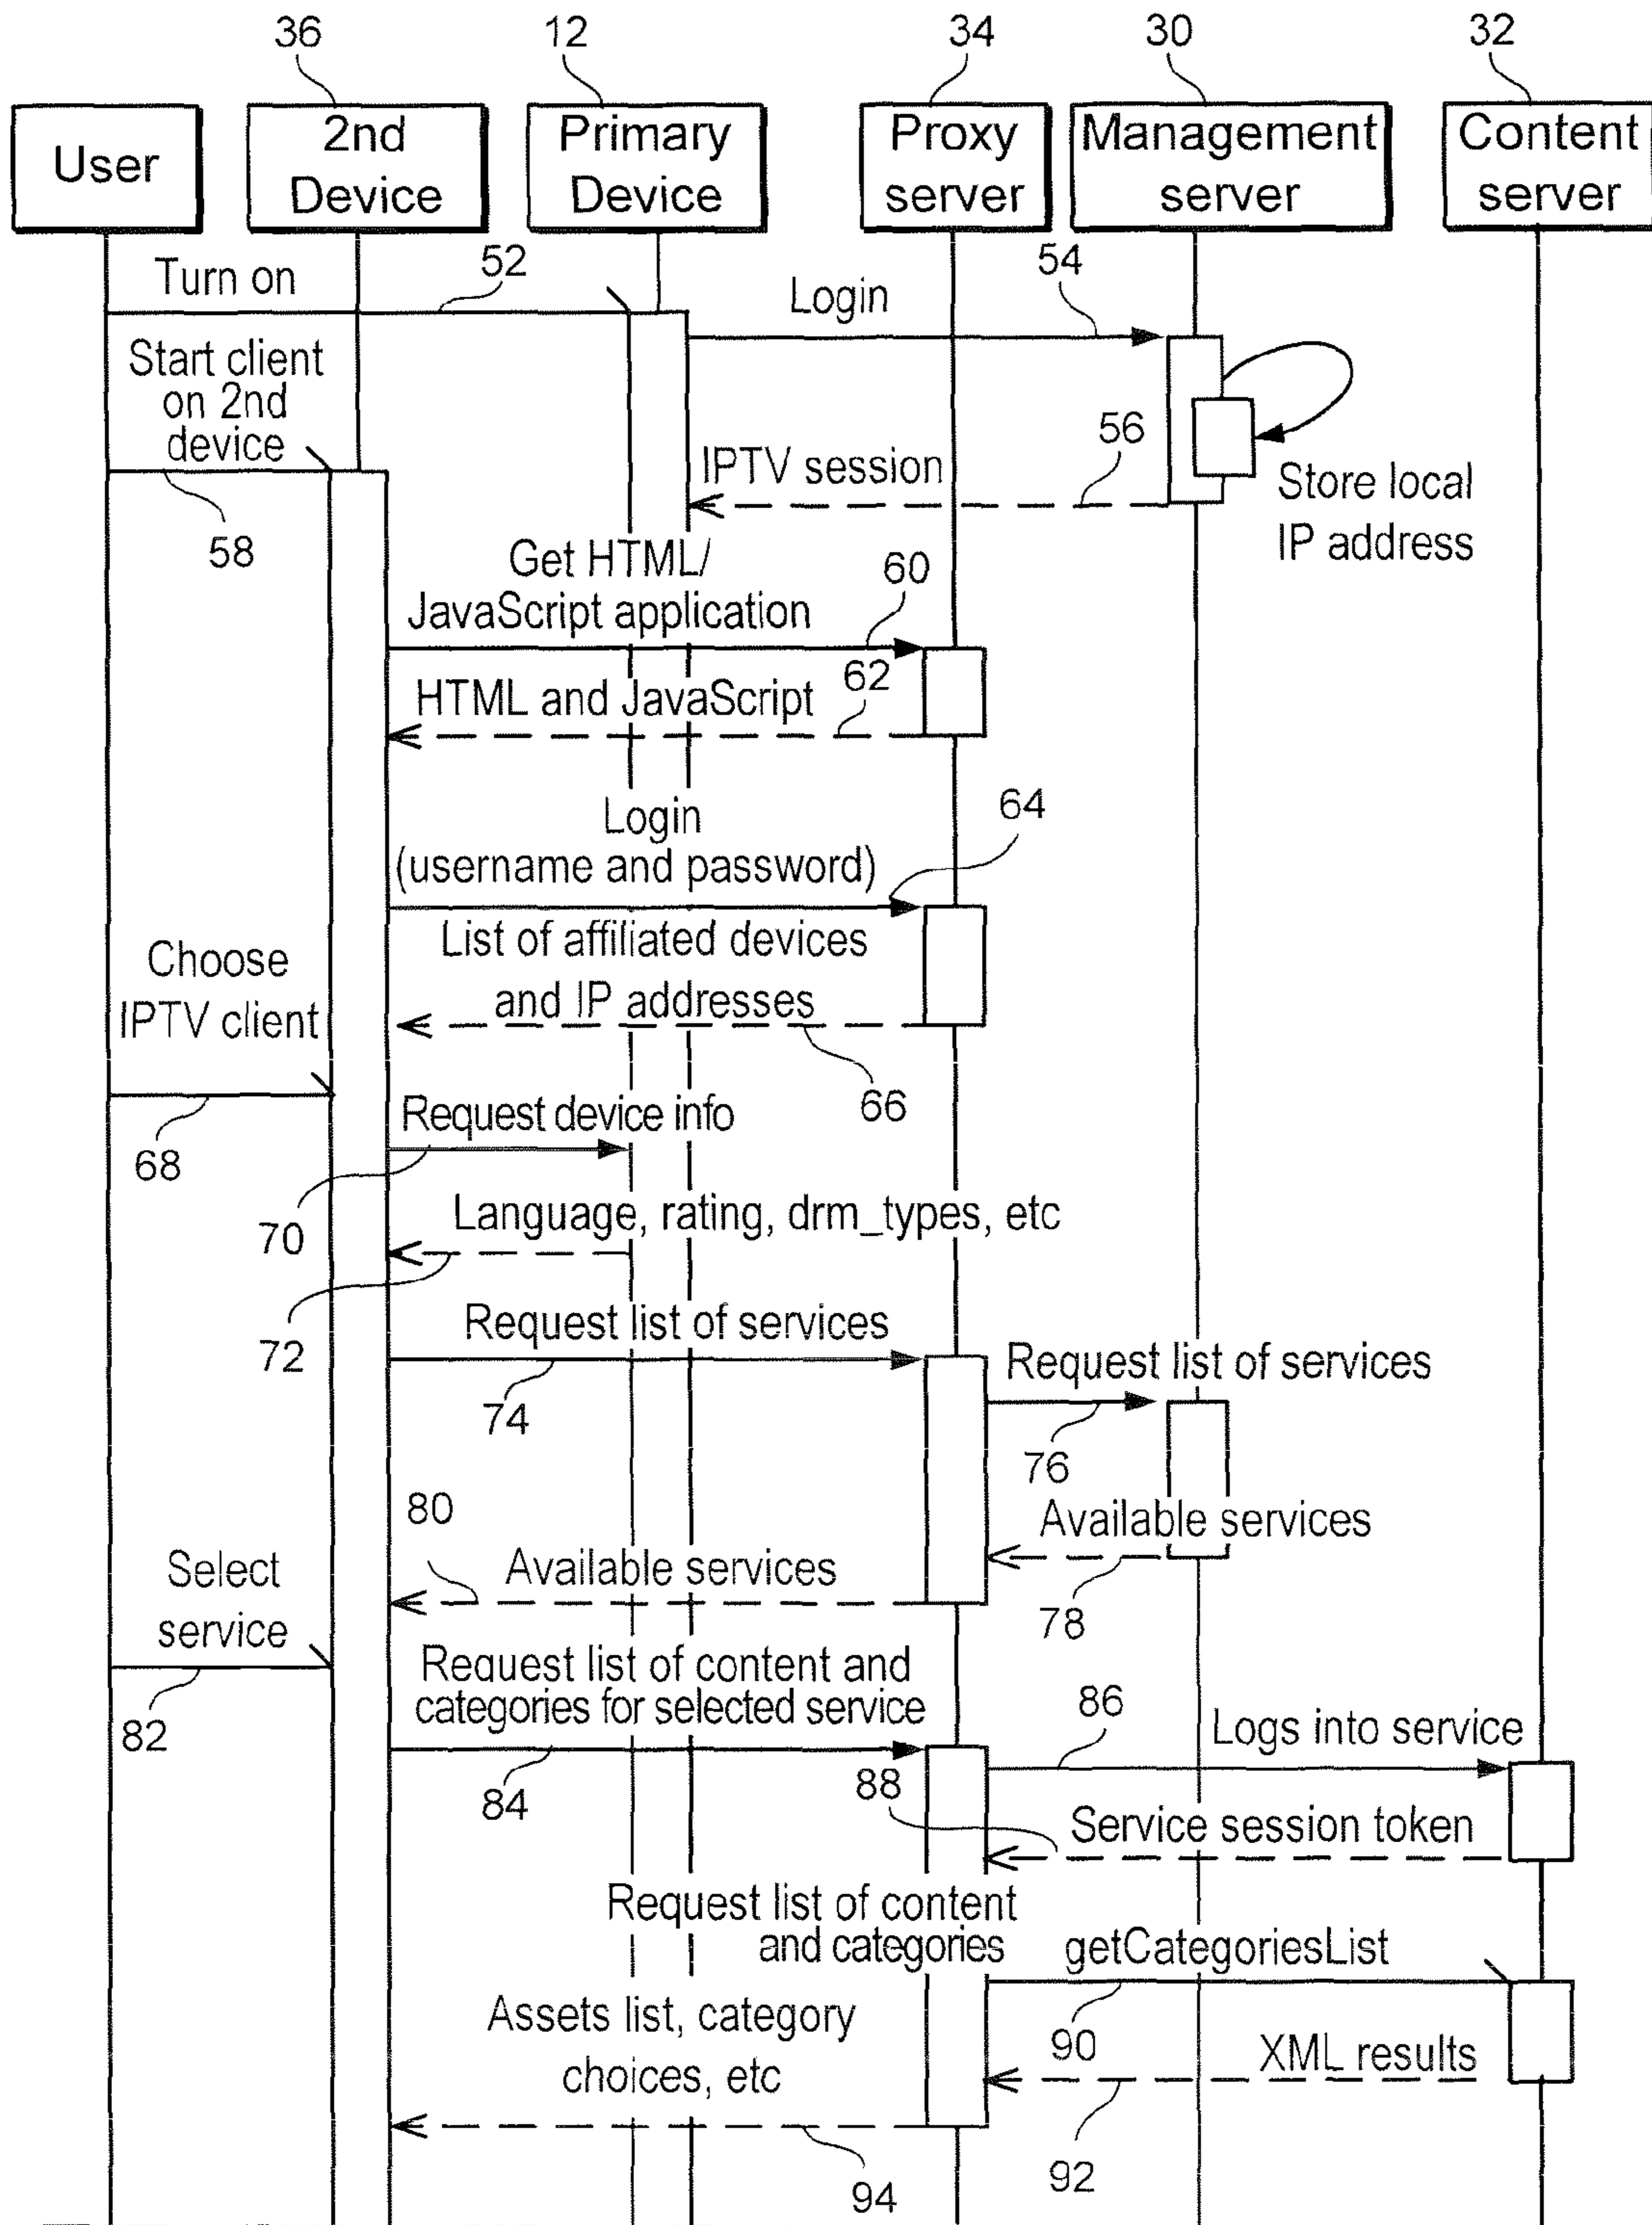 36
12
34
30
32
User
2nd
Device
Primary
Device
Proxy
server
Management
server
Content
server
Turn on
52
Login
54
Start client
on 2nd
device
56
IPTV session
Store local
IP address
58
Get HTML/
JavaScript application
60
HTML and JavaScript
62
Login
(username and password)
64
List of affiliated devices
and IP addresses
66
Choose
IPTV client
68
Request device info
70
Language, rating, drm_types, etc
72
Request list of services
74
Request list of services
76
Available services
78
80
Available services
Select
service
82
Request list of content and
categories for selected service
84
86
Logs into service
88
Service session token
Request list of content
and categories
getCategoriesList
90
Assets list, category
choices, etc
XML results
92
94